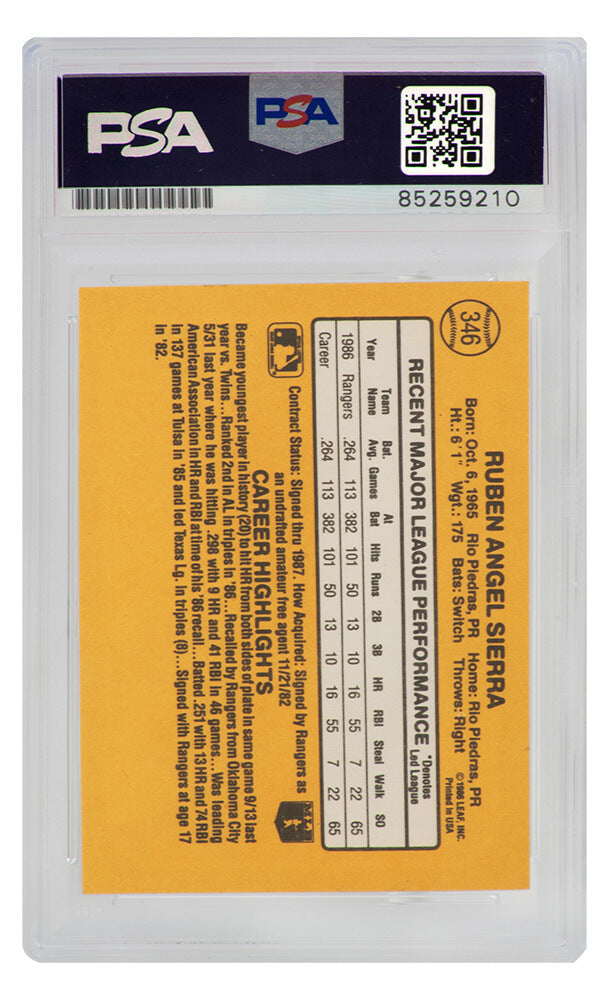 PSA
PSA
85259210
346
RUBEN ANGEL SIERRA
Born: Oct. 6, 1965 Rio Piedras, PR Home: Rio Piedras, PR
Ht.: 6'1" Wgt.: 175 Bats: Switch Throws: Right
©1986 LEAF, INC.
Printed in USA
RECENT MAJOR LEAGUE PERFORMANCE *Denotes Led League
Year Team Name Bat. Avg. Games At Bat Hits Runs 2B 3B HR RBI Steal Walk SO
1986 Rangers .264 113 382 101 50 13 10 16 55 7 22 65
Career .264 113 382 101 50 13 10 16 55 7 22 65
Contract Status: Signed thru 1987. How Acquired: Signed by Rangers as
an undrafted amateur free agent 11/21/82
CAREER HIGHLIGHTS
Became youngest player in history (20) to hit HR from both sides of plate in same game 9/13 last
year vs. Twins...Ranked 2nd in AL in triples in '86...Recalled by Rangers from Oklahoma City
5/31 last year where he was hitting .298 with 9 HR and 41 RBI in 46 games...Was leading
American Association in HR and RBI at time of his '86 recall...Batted .251 with 13 HR and 74 RBI
in 137 games at Tulsa in '85 and led Texas Lg. in triples (8)...Signed with Rangers at age 17
in '82.